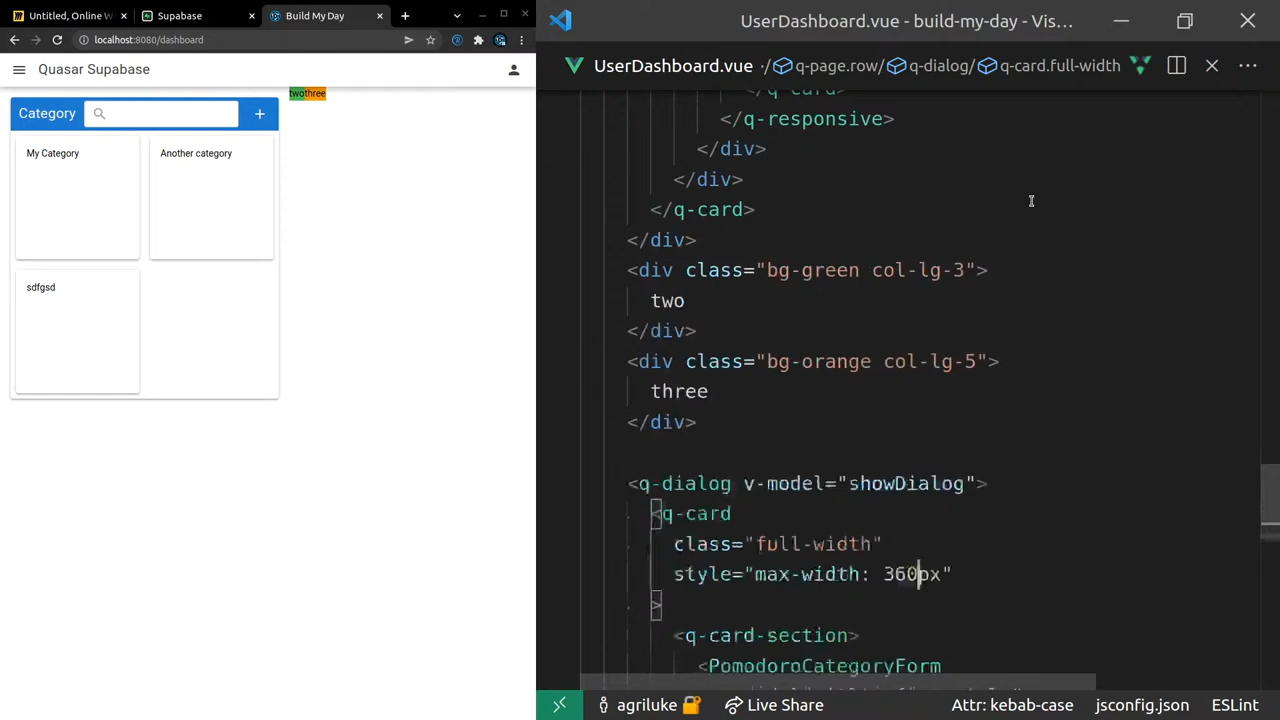 Untitled, Online W
Supabase
Build My Day
localhost:8080/dashboard
Quasar Supabase
Category
twothree
My Category
Another category
sdfgsd
UserDashboard.vue - build-my-day - Vis...
UserDashboard.vue ./ q-page.row/ q-dialog/ q-card.full-width
</q-card>
</q-responsive>
</div>
</div>
</q-card>
</div>
<div class="bg-green col-lg-3">
two
</div>
<div class="bg-orange col-lg-5">
three
</div>
<q-dialog v-model="showDialog">
<q-card
class="full-width"
style="max-width: 360px"
>
<q-card-section>
<PomodoroCategoryForm
agriluke
Live Share
Attr: kebab-case
jsconfig.json
ESLint